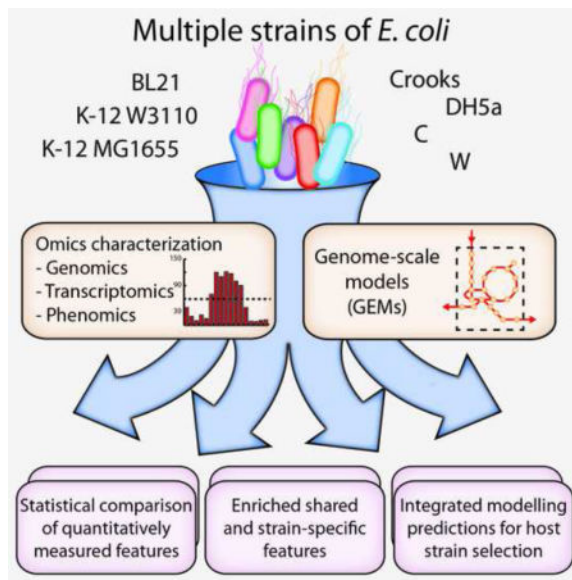 Multiple strains of E. coli
BL21
K-12 W3110
K-12 MG1655
Crooks
DH5a
C
W
Omics characterization
- Genomics
- Transcriptomics
- Phenomics
150
90
30
Genome-scale
models
(GEMs)
Statistical comparison
of quantitatively
measured features
Enriched shared
and strain-specific
features
Integrated modelling
predictions for host
strain selection